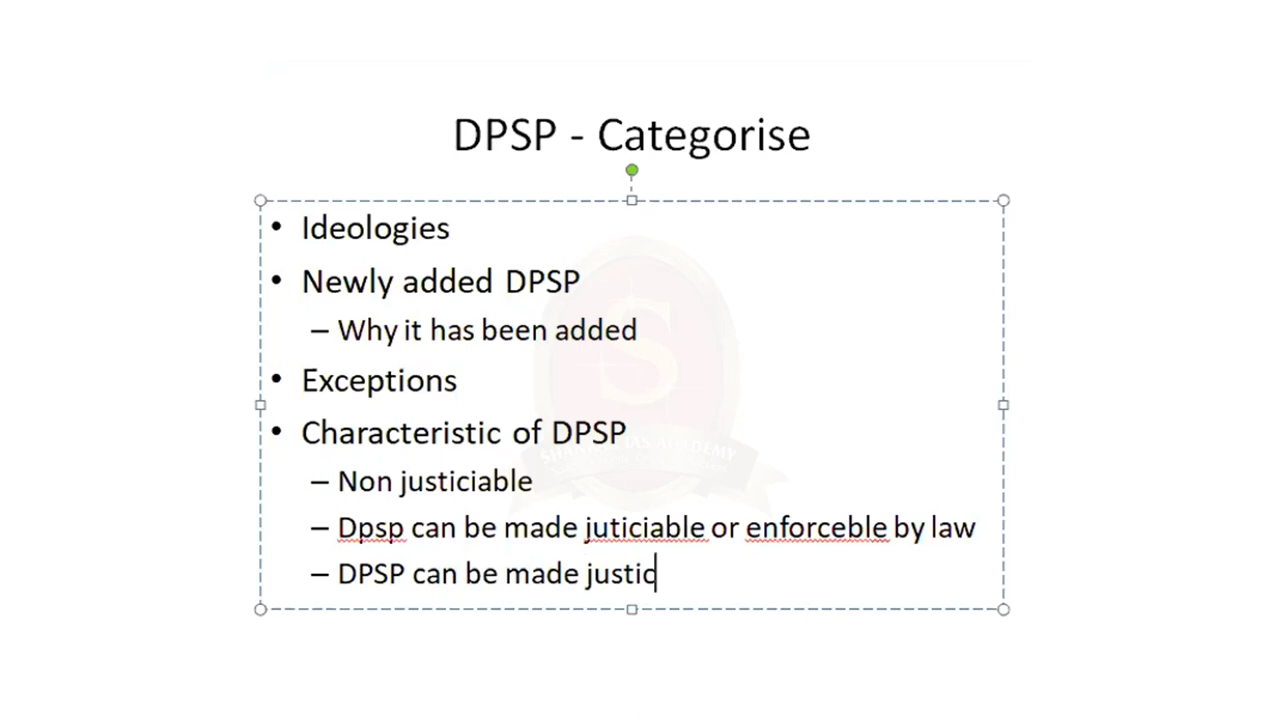 DPSP - Categorise
• Ideologies
• Newly added DPSP
– Why it has been added
• Exceptions
• Characteristic of DPSP
– Non justiciable
– Dpsp can be made juticiable or enforceble by law
– DPSP can be made justic